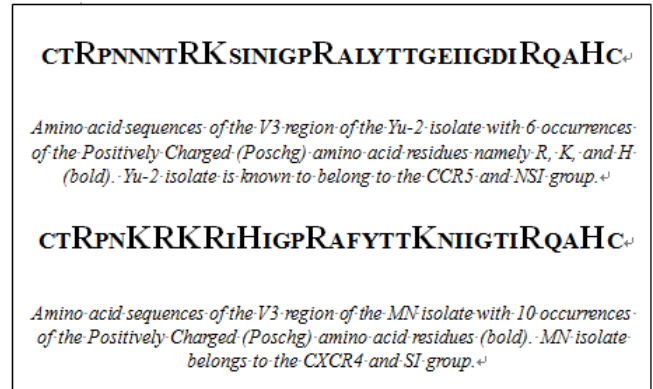 CTRPNNNTRKSINIGPRALYTTGEIIGDIRQAHC
Amino acid sequences of the V3 region of the Yu-2 isolate with 6 occurrences
of the Positively Charged (Poschg) amino acid residues namely R, K, and H
(bold). Yu-2 isolate is known to belong to the CCR5 and NSI group.
CTRPNKRKRIHIGPRAFYTTKNIIGTIRQAHC
Amino acid sequences of the V3 region of the MN isolate with 10 occurrences
of the Positively Charged (Poschg) amino acid residues (bold). MN isolate
belongs to the CXCR4 and SI group.